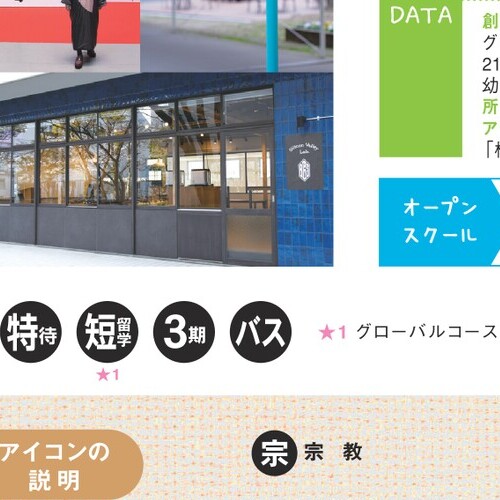 DATA
創
グ
21
幼
所
ア
オープン
スクール
特待
短留学
3期
バス
★1 グローバルコース
★1
アイコンの
説明
宗 宗 教